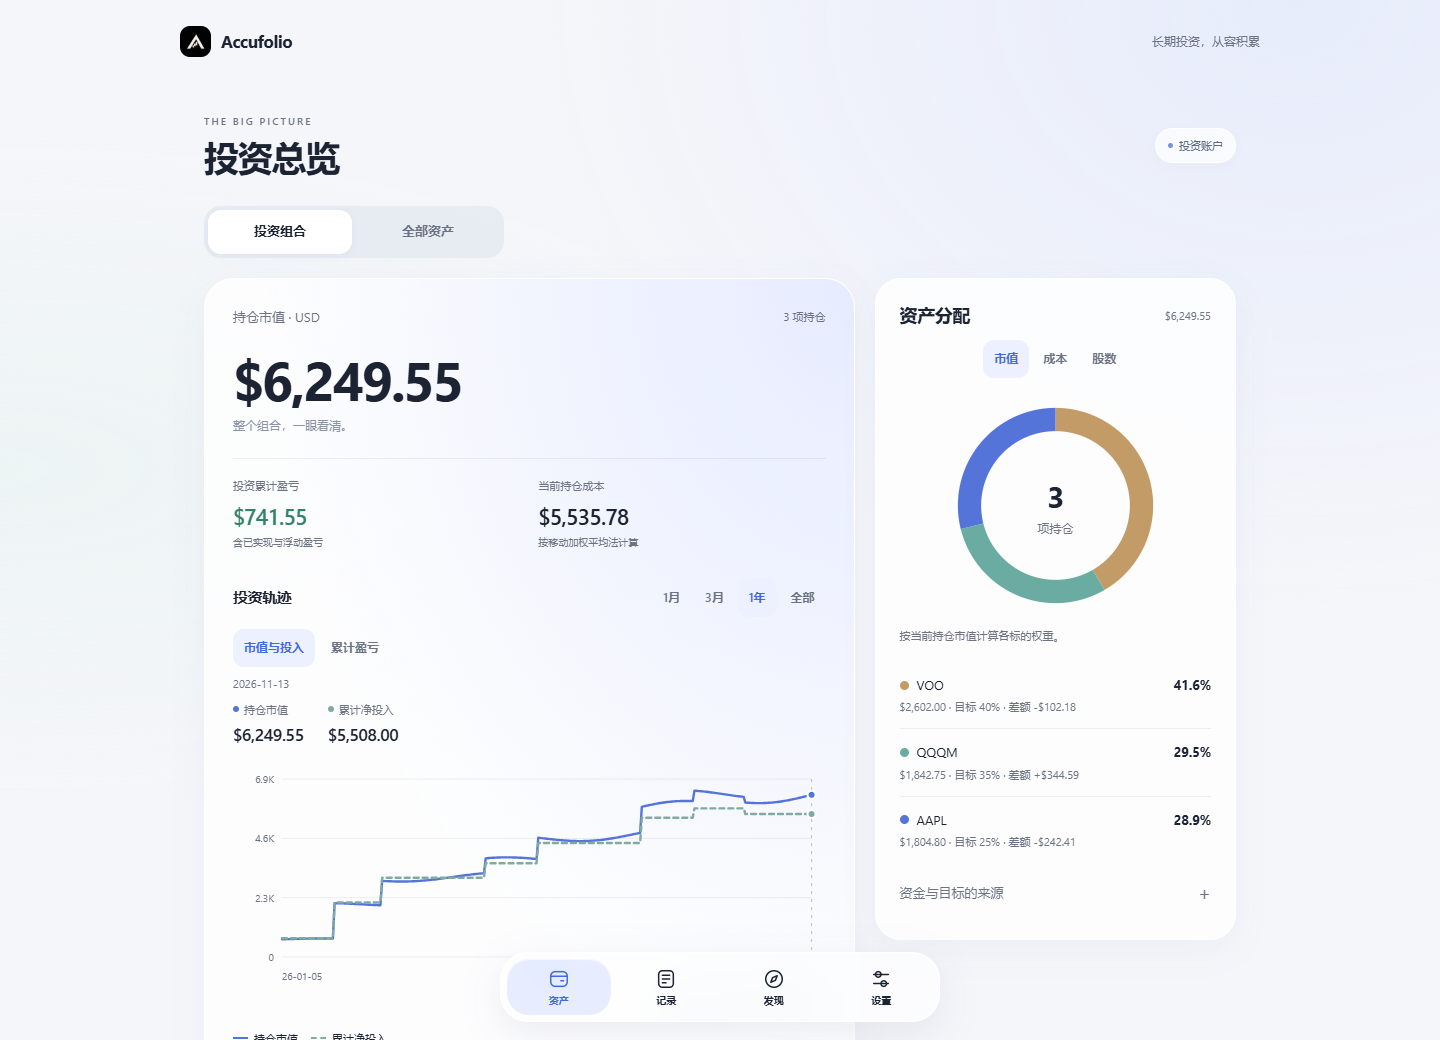 Accufolio
长期投资，从容积累
THE BIG PICTURE
投资总览
投资账户
投资组合
全部资产
持仓市值 · USD
3 项持仓
$6,249.55
整个组合，一眼看清。
投资累计盈亏
当前持仓成本
$741.55
$5,535.78
含已实现与浮动盈亏
按移动加权平均法计算
投资轨迹
1月
3月
1年
全部
市值与投入
累计盈亏
2026-11-13
持仓市值
累计净投入
$6,249.55
$5,508.00
6.9K
4.6K
2.3K
0
26-01-05
持仓市值
累计净投入
资产分配
$6,249.55
市值
成本
股数
3
项持仓
按当前持仓市值计算各标的权重。
VOO
41.6%
$2,602.00 · 目标 40% · 差额 -$102.18
QQQM
29.5%
$1,842.75 · 目标 35% · 差额 +$344.59
AAPL
28.9%
$1,804.80 · 目标 25% · 差额 -$242.41
资金与目标的来源
+
资产
记录
发现
设置